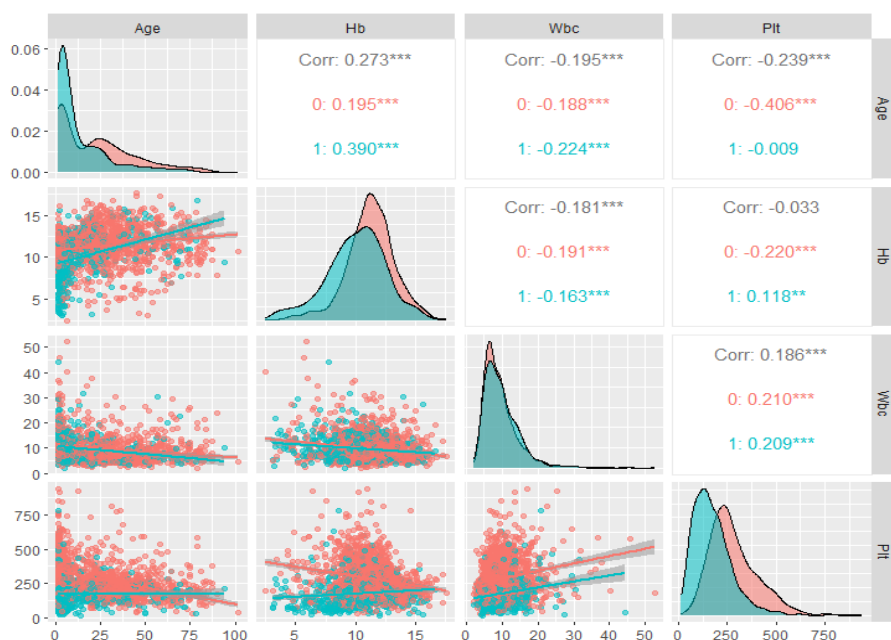 Age Hb Wbc Plt
0.06
0.04
0.02
0.00
Corr: 0.273***
0: 0.195***
1: 0.390***
Corr: -0.195***
0: -0.188***
1: -0.224***
Corr: -0.239***
0: -0.406***
1: -0.009
Age
15
10
5
Corr: -0.181***
0: -0.191***
1: -0.163***
Corr: -0.033
0: -0.220***
1: 0.118**
Hb
50
40
30
20
10
0
Corr: 0.186***
0: 0.210***
1: 0.209***
Wbc
750
500
250
0
Plt
0 25 50 75 100 5 10 15 0 10 20 30 40 50 0 250 500 750